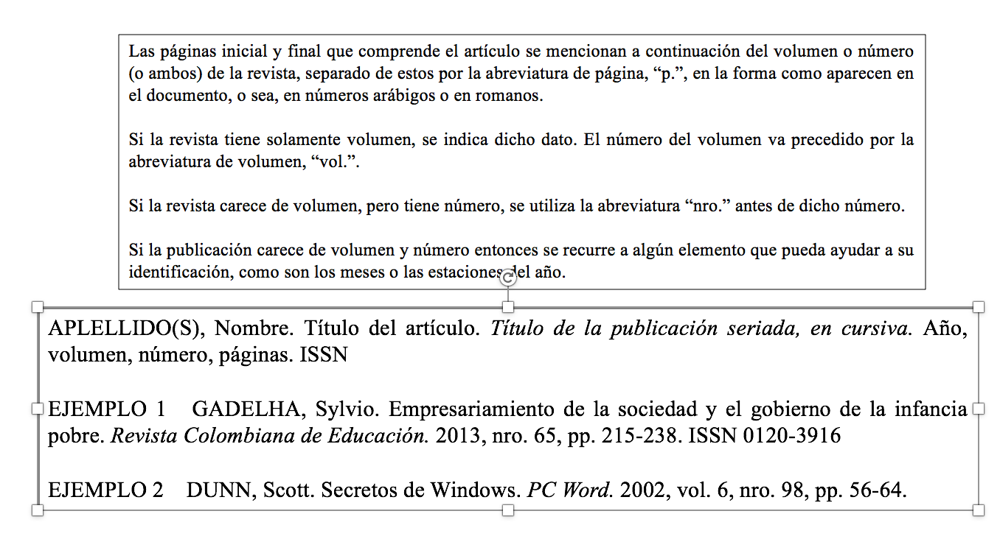 Las páginas inicial y final que comprende el artículo se mencionan a continuación del volumen o número
(o ambos) de la revista, separado de estos por la abreviatura de página, “p.”, en la forma como aparecen en
el documento, o sea, en números arábigos o en romanos.
Si la revista tiene solamente volumen, se indica dicho dato. El número del volumen va precedido por la
abreviatura de volumen, “vol.”.
Si la revista carece de volumen, pero tiene número, se utiliza la abreviatura “nro.” antes de dicho número.
Si la publicación carece de volumen y número entonces se recurre a algún elemento que pueda ayudar a su
identificación, como son los meses o las estaciones del año.
APLELLIDO(S), Nombre. Título del artículo. Título de la publicación seriada, en cursiva. Año,
volumen, número, páginas. ISSN
EJEMPLO 1 GADELHA, Sylvio. Empresariamiento de la sociedad y el gobierno de la infancia
pobre. Revista Colombiana de Educación. 2013, nro. 65, pp. 215-238. ISSN 0120-3916
EJEMPLO 2 DUNN, Scott. Secretos de Windows. PC Word. 2002, vol. 6, nro. 98, pp. 56-64.